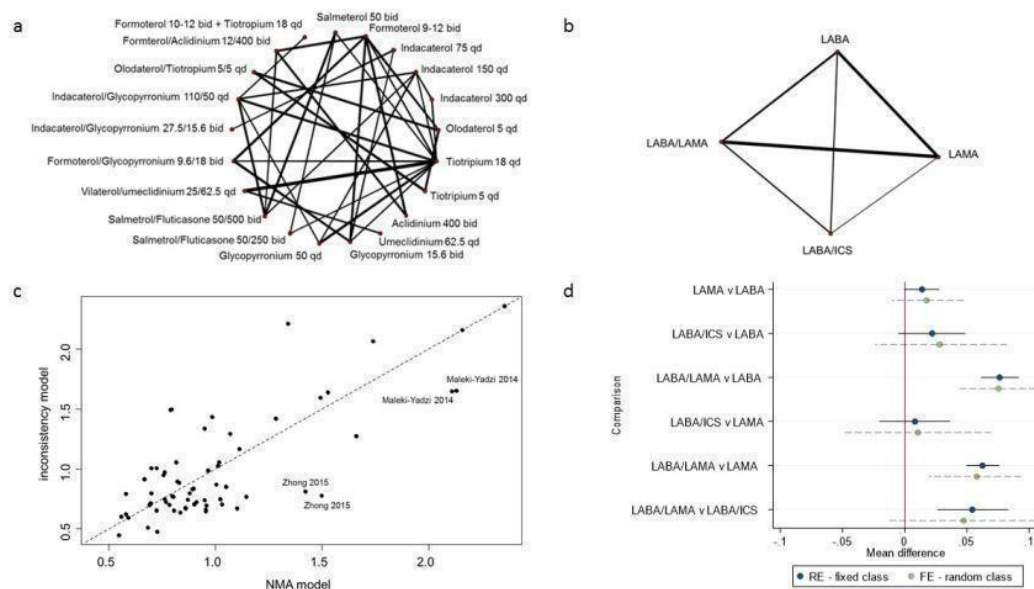 a
Formoterol 10-12 bid + Tiotropium 18 qd
Formterol/Aclidinium 12/400 bid
Olodaterol/Tiotropium 5/5 qd
Indacaterol/Glycopyrronium 110/50 qd
Indacaterol/Glycopyrronium 27.5/15.6 bid
Formoterol/Glycopyrronium 9.6/18 bid
Vilaterol/umeclidinium 25/62.5 qd
Salmetrol/Fluticasone 50/500 bid
Salmetrol/Fluticasone 50/250 bid
Glycopyrronium 50 qd
Glycopyrronium 15.6 bid
Umeclidinium 62.5 qd
Aclidinium 400 bid
Tiotripium 5 qd
Tiotripium 18 qd
Olodaterol 5 qd
Indacaterol 300 qd
Indacaterol 150 qd
Indacaterol 75 qd
Formoterol 9-12 bid
Salmeterol 50 bid
b
LABA
LABA/LAMA
LAMA
LABA/ICS
c
inconsistency model
2.0
1.5
1.0
0.5
Maleki-Yadzi 2014
Maleki-Yadzi 2014
Zhong 2015
Zhong 2015
0.5 1.0 1.5 2.0
NMA model
d
Comparison
LAMA v LABA
LABA/ICS v LABA
LABA/LAMA v LABA
LABA/ICS v LAMA
LABA/LAMA v LAMA
LABA/LAMA v LABA/ICS
-.1 -.05 0 .05 .1
Mean difference
RE - fixed class FE - random class